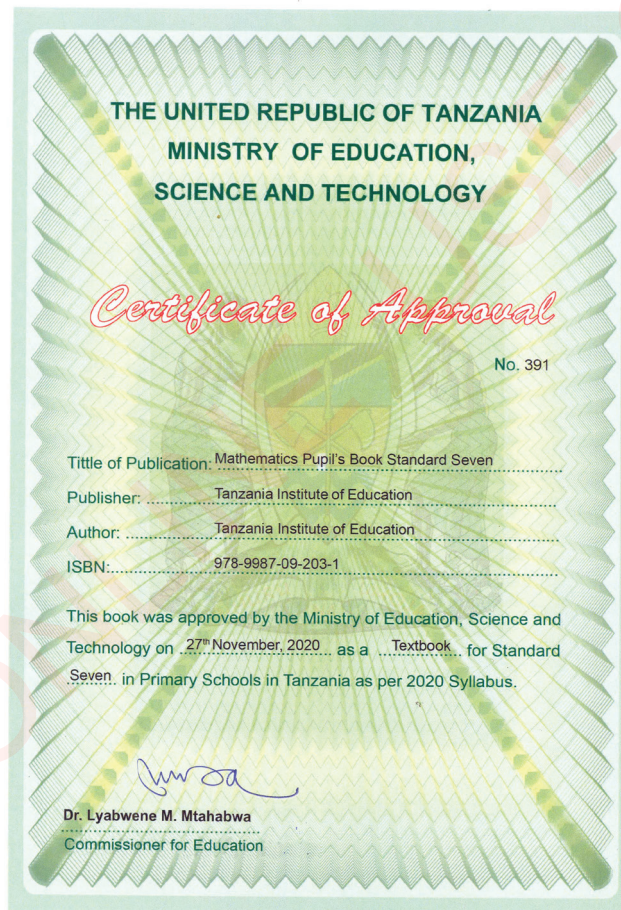 THE UNITED REPUBLIC OF TANZANIA
MINISTRY OF EDUCATION,
SCIENCE AND TECHNOLOGY
Certificate of Approval
No. 391
Tittle of Publication: Mathematics Pupil's Book Standard Seven
Publisher: Tanzania Institute of Education
Author: Tanzania Institute of Education
ISBN: 978-9987-09-203-1
This book was approved by the Ministry of Education, Science and
Technology on 27th November, 2020 as a Textbook for Standard
Seven in Primary Schools in Tanzania as per 2020 Syllabus.
Dr. Lyabwene M. Mtahabwa
Commissioner for Education